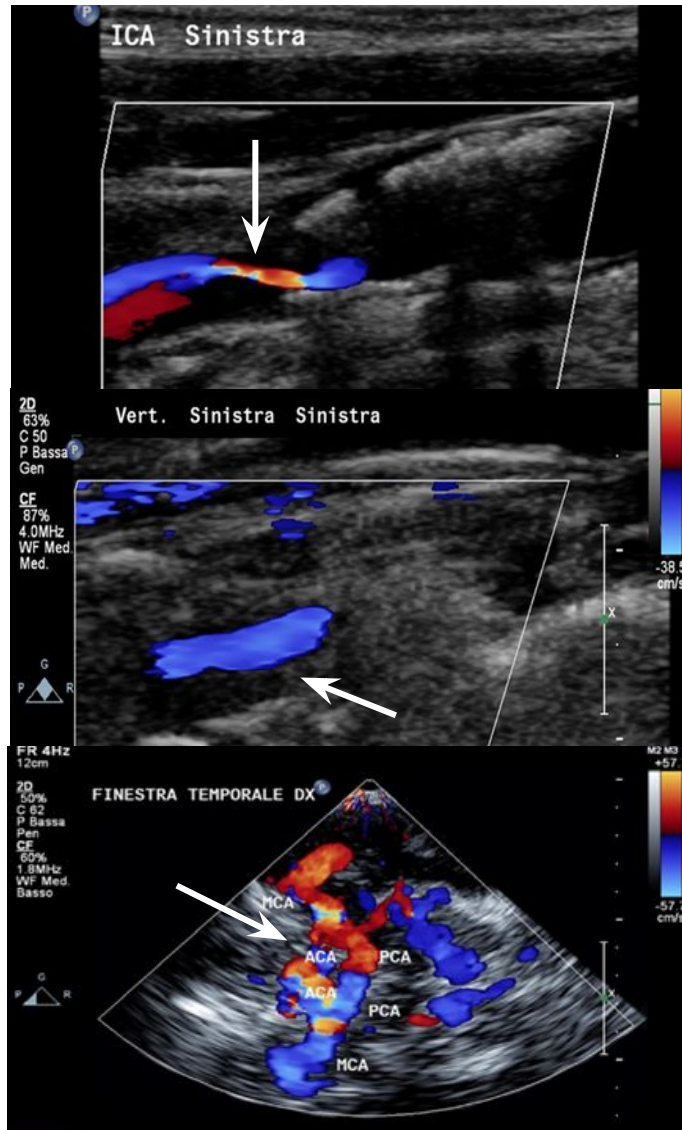 P
ICA Sinistra
2D
63%
C 50
P Bassa
Gen
P
Vert. Sinistra Sinistra
CF
87%
4.0MHz
WF Med.
Med.
-38.5
cm/s
x
G
P R
FR 4Hz
12cm
M2 M3
+57.7
2D
50%
C 62
P Bassa
Pen
CF
60%
1.8MHz
WF Med.
Basso
FINESTRA TEMPORALE DX
P
MCA
ACA
PCA
ACA
PCA
MCA
-57.7
cm/s
x
G
P R